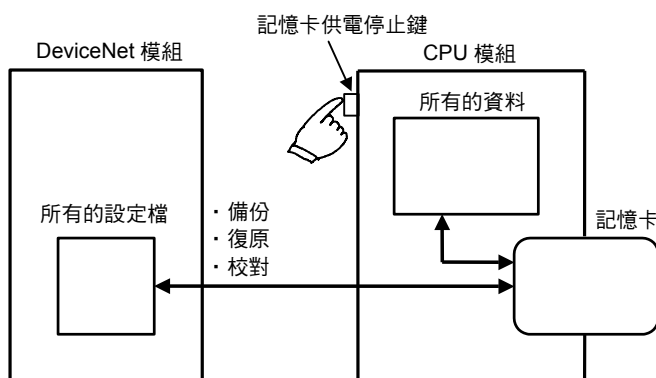 記憶卡供電停止鍵
DeviceNet 模組
CPU 模組
所有的資料
所有的設定檔
・備份
・復原
・校對
記憶卡